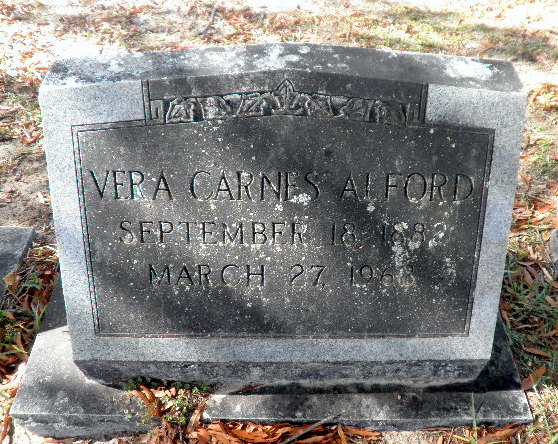 VERA CARNES ALFORD
SEPTEMBER 18, 1882
MARCH 27,